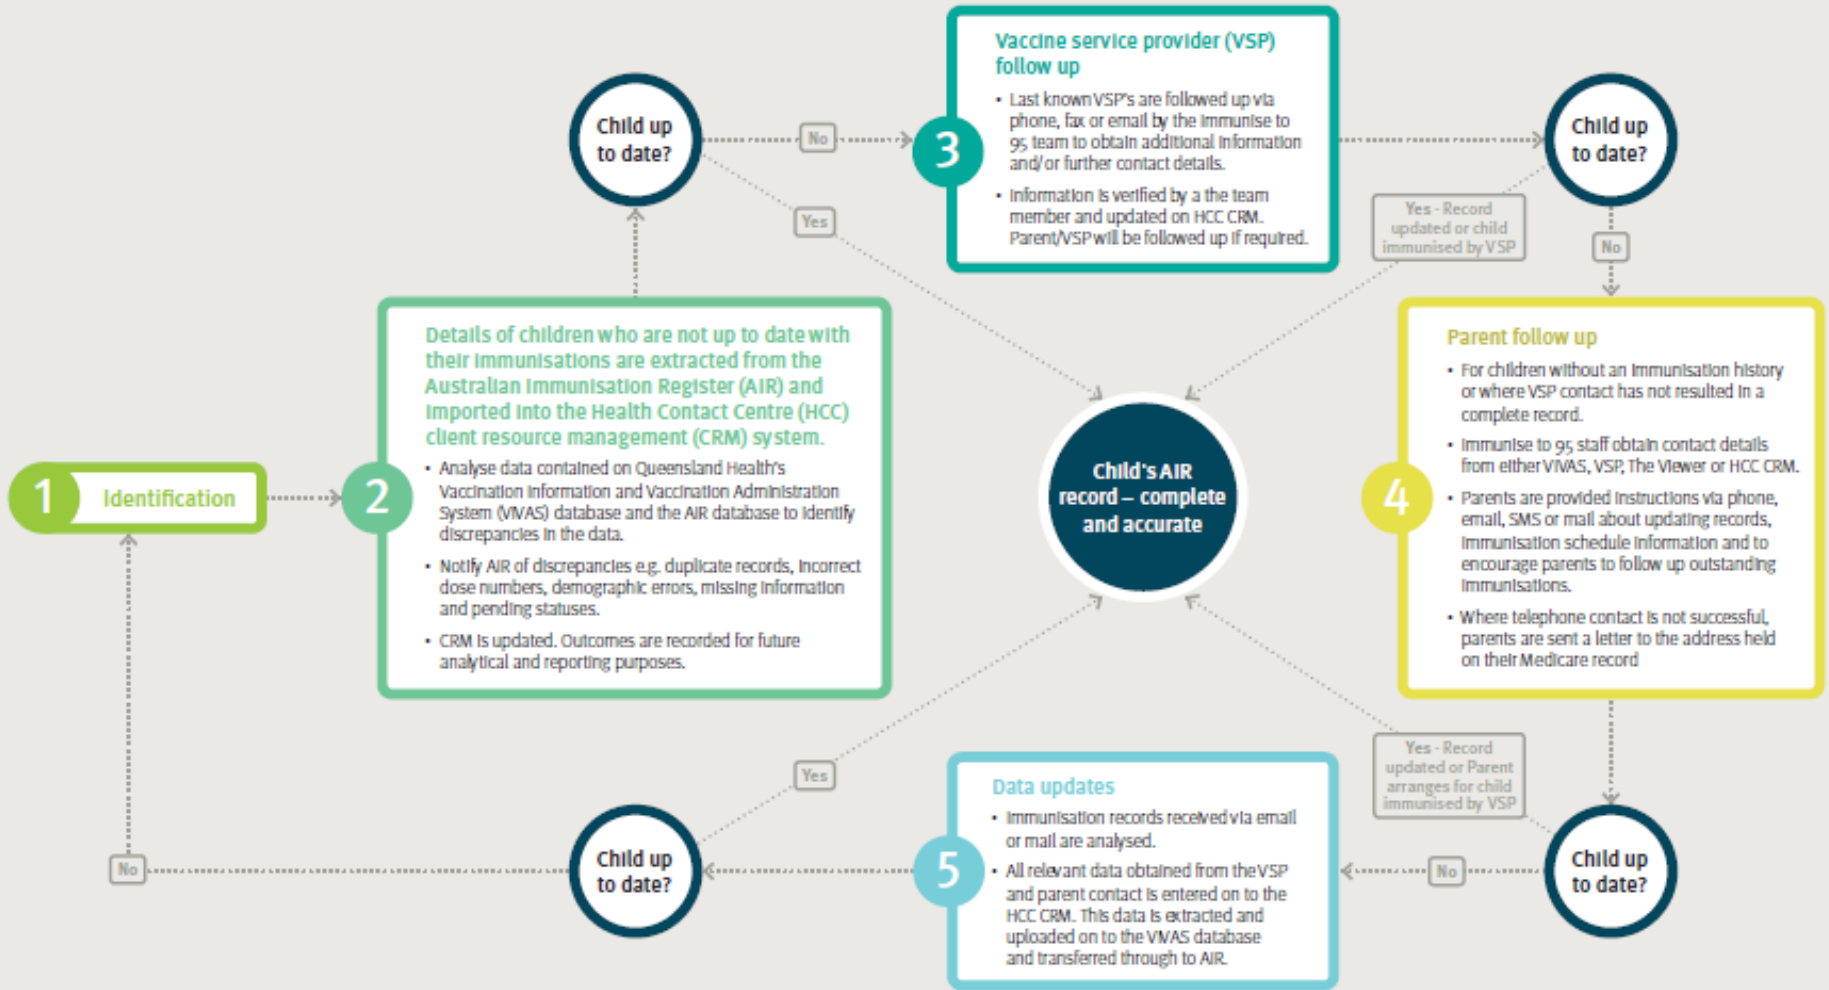 1
Identification
2
Details of children who are not up to date with
their immunisations are extracted from the
Australian Immunisation Register (AIR) and
imported into the Health Contact Centre (HCC)
client resource management (CRM) system.
• Analyse data contained on Queensland Health's
Vaccination Information and Vaccination Administration
System (VIVAS) database and the AIR database to identify
discrepancies in the data.
• Notify AIR of discrepancies e.g. duplicate records, incorrect
dose numbers, demographic errors, missing information
and pending statuses.
• CRM is updated. Outcomes are recorded for future
analytical and reporting purposes.
Child up
to date?
No
Yes
3
Vaccine service provider (VSP)
follow up
• Last known VSP's are followed up via
phone, fax or email by the Immunise to
95 team to obtain additional information
and/or further contact details.
• Information is verified by a the team
member and updated on HCC CRM.
Parent/VSP will be followed up if required.
Child up
to date?
Yes - Record
updated or child
immunised by VSP
No
4
Parent follow up
• For children without an immunisation history
or where VSP contact has not resulted in a
complete record.
• Immunise to 95 staff obtain contact details
from either VIVAS, VSP, The Viewer or HCC CRM.
• Parents are provided instructions via phone,
email, SMS or mail about updating records,
immunisation schedule information and to
encourage parents to follow up outstanding
immunisations.
• Where telephone contact is not successful,
parents are sent a letter to the address held
on their Medicare record
Child up
to date?
Yes - Record
updated or Parent
arranges for child
immunised by VSP
No
5
Data updates
• Immunisation records received via email
or mail are analysed.
• All relevant data obtained from the VSP
and parent contact is entered on to the
HCC CRM. This data is extracted and
uploaded on to the VIVAS database
and transferred through to AIR.
Child up
to date?
Yes
No
Child's AIR
record – complete
and accurate